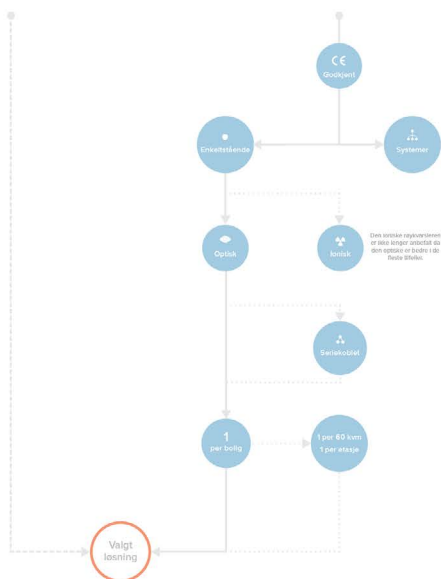 CE
Godkjent
Enkeltstående
Systemer
Optisk
Ionisk
Den ioniske røykvarsleren
er ikke lenger anbefalt da
den optiske er bedre i de
fleste tilfelle.
Seriekoblet
1
per bolig
1 per 60 kvm
1 per etasje
Valgt
løsning